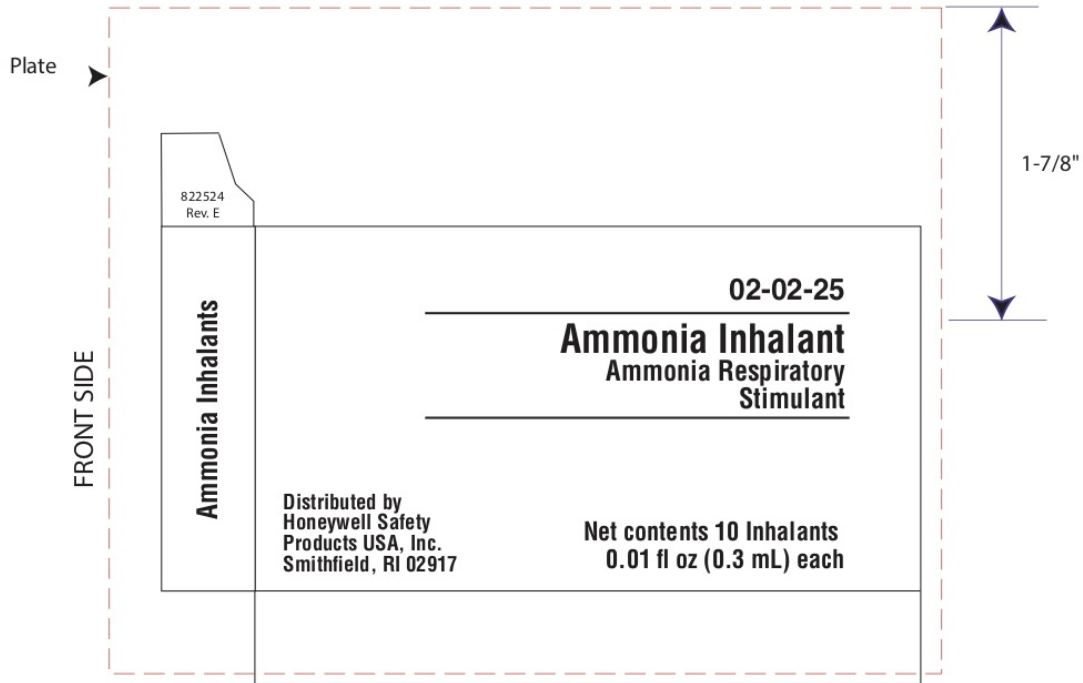 Plate
1-7/8"
822524
Rev. E
FRONT SIDE
Ammonia Inhalants
02-02-25
Ammonia Inhalant
Ammonia Respiratory
Stimulant
Distributed by
Honeywell Safety
Products USA, Inc.
Smithfield, RI 02917
Net contents 10 Inhalants
0.01 fl oz (0.3 mL) each